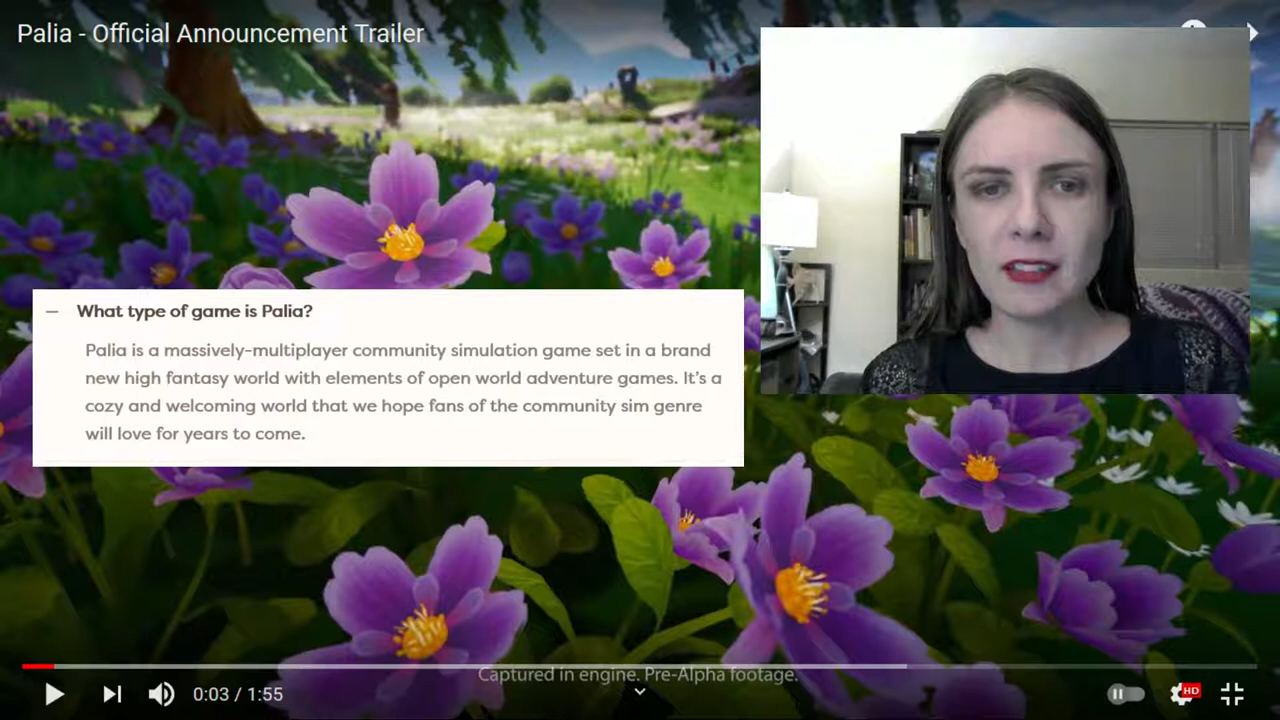 Palia - Official Announcement Trailer
What type of game is Palia?
Palia is a massively-multiplayer community simulation game set in a brand
new high fantasy world with elements of open world adventure games. It's a
cozy and welcoming world that we hope fans of the community sim genre
will love for years to come.
Captured in engine. Pre-Alpha footage.
0:03 / 1:55
HD